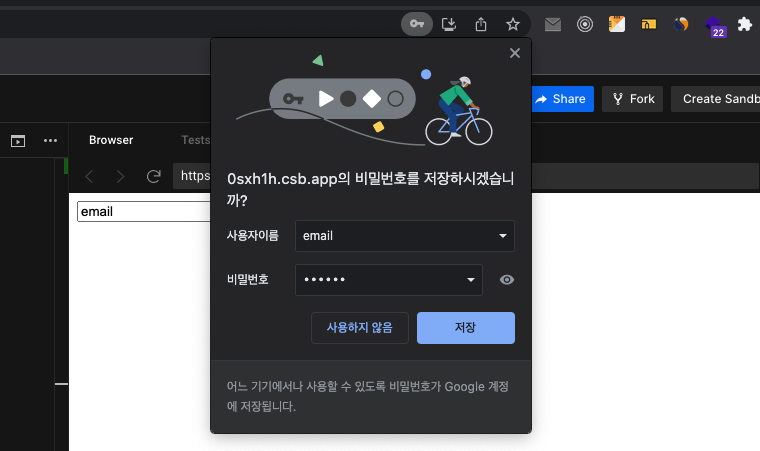 22
Share
Fork
Create Sandb
Browser
Tests
https
email
0sxh1h.csb.app의 비밀번호를 저장하시겠습니
까?
사용자이름
email
비밀번호
••••••
사용하지 않음
저장
어느 기기에서나 사용할 수 있도록 비밀번호가 Google 계정
에 저장됩니다.